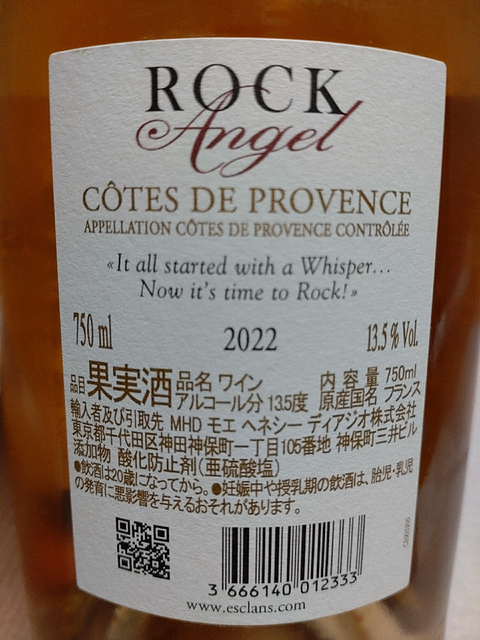 ROCK
Angel
CÔTES DE PROVENCE
APPELLATION CÔTES DE PROVENCE CONTRÔLÉE
«It all started with a Whisper...
Now it's time to Rock!»
750 ml 2022 13.5 % Vol.
品目 果実酒 品名 ワイン 内容量 750ml
アルコール分 13.5度 原産国名 フランス
輸入者及び引取先 MHD モエ ヘネシー ディアジオ株式会社
東京都千代田区神田神保町一丁目105番地 神保町三井ビル
添加物 酸化防止剤(亜硫酸塩)
●飲酒は20歳になってから。●妊娠中や授乳期の飲酒は、胎児・乳児
の発育に悪影響を与えるおそれがあります。
3 666140 012333
www.esclans.com